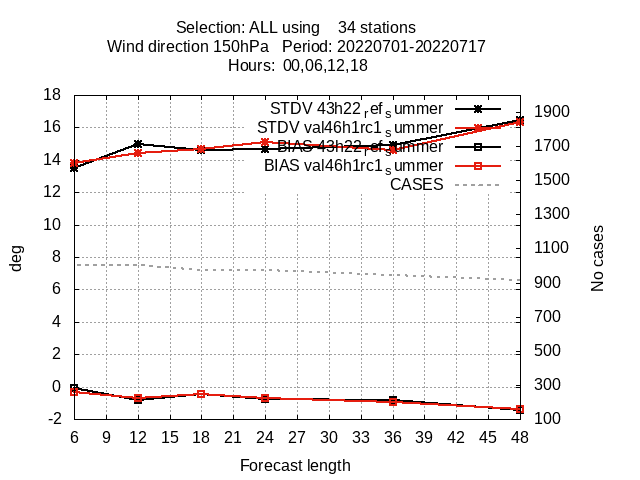 Selection: ALL using 34 stations
Wind direction 150hPa Period: 20220701-20220717
Hours: 00,06,12,18
STDV 43h22_ref_summer
STDV val46h1rc1_summer
BIAS 43h22_ref_summer
BIAS val46h1rc1_summer
CASES
18
16
14
12
10
8
6
4
2
0
-2
deg
1900
1700
1500
1300
1100
900
700
500
300
100
No cases
6 9 12 15 18 21 24 27 30 33 36 39 42 45 48
Forecast length